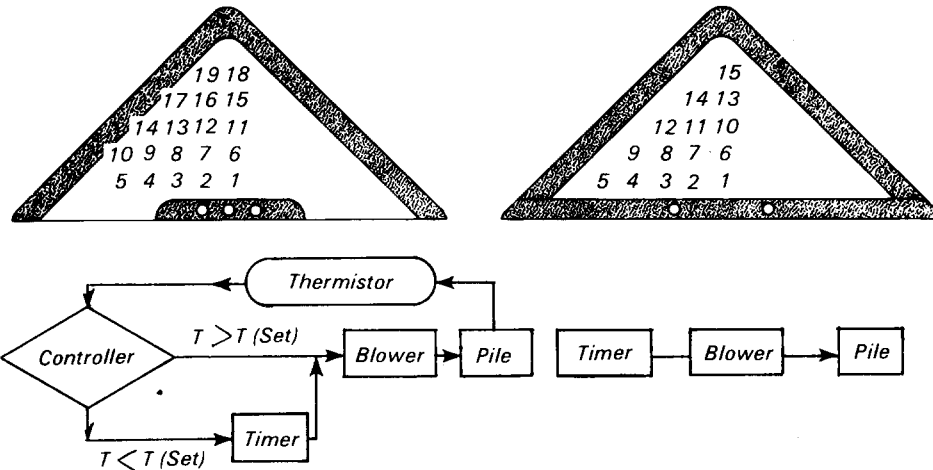 19 18
17 16 15
14 13 12 11
10 9 8 7 6
5 4 3 2 1
15
14 13
12 11 10
9 8 7 6
5 4 3 2 1
Thermistor
Controller
T > T (Set)
Blower
Pile
T < T (Set)
Timer
Timer
Blower
Pile